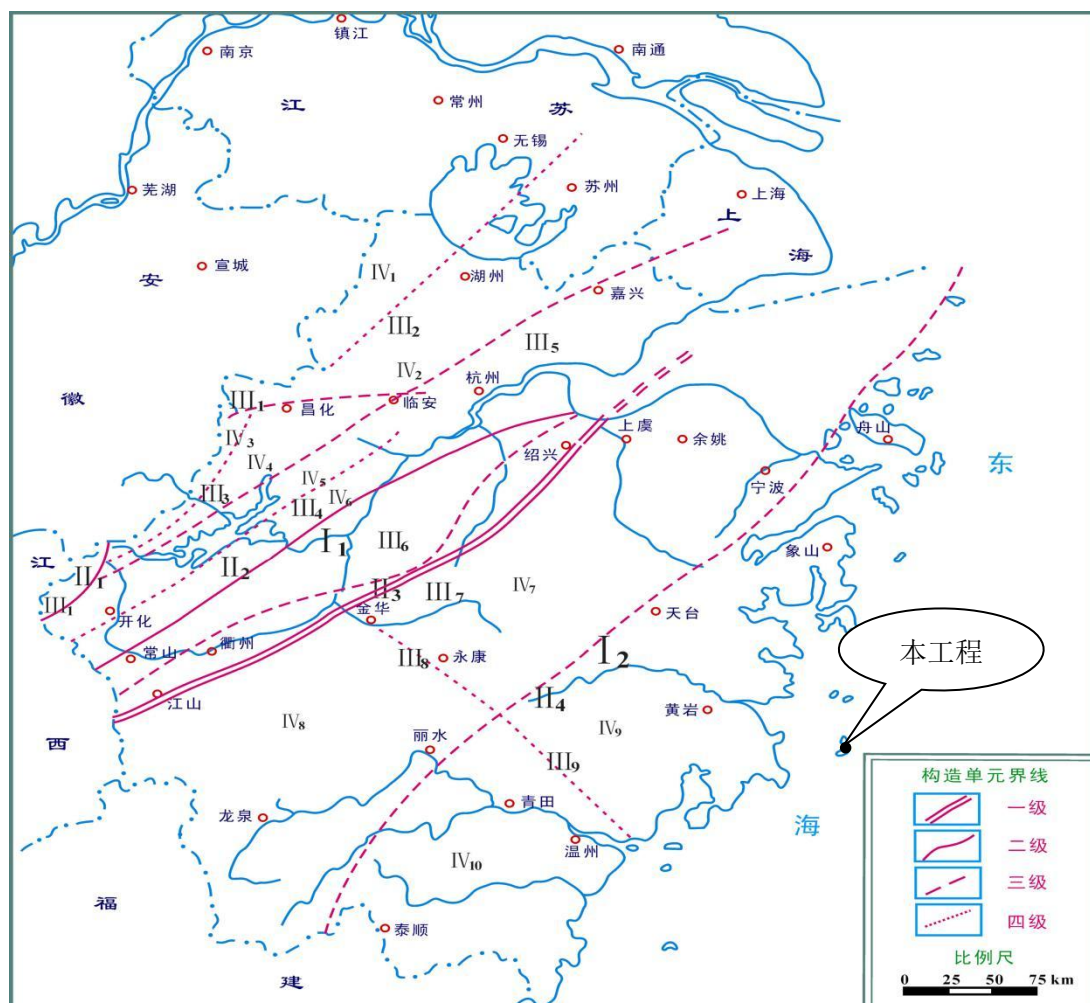 镇江
南京
南通
常州
江
苏
无锡
芜湖
苏州
上海
上
宣城
安
IV₁
湖州
海
嘉兴
III₂
III₅
IV₂
杭州
徽
III₁
昌化
临安
IV₃
上虞
余姚
舟山
绍兴
东
IV₄
IV₅
宁波
III₃
IV₆
III₄
I₁
III₆
江
II₁
II₂
象山
II₃
III₇
IV₇
III₁
开化
金华
天台
衢州
常山
III₈
永康
I₂
本工程
江山
II₄
黄岩
IV₈
IV₉
西
丽水
III₉
构造单元界线
青田
一级
龙泉
海
温州
二级
IV₁₀
三级
福
四级
泰顺
比例尺
建
0 25 50 75 km